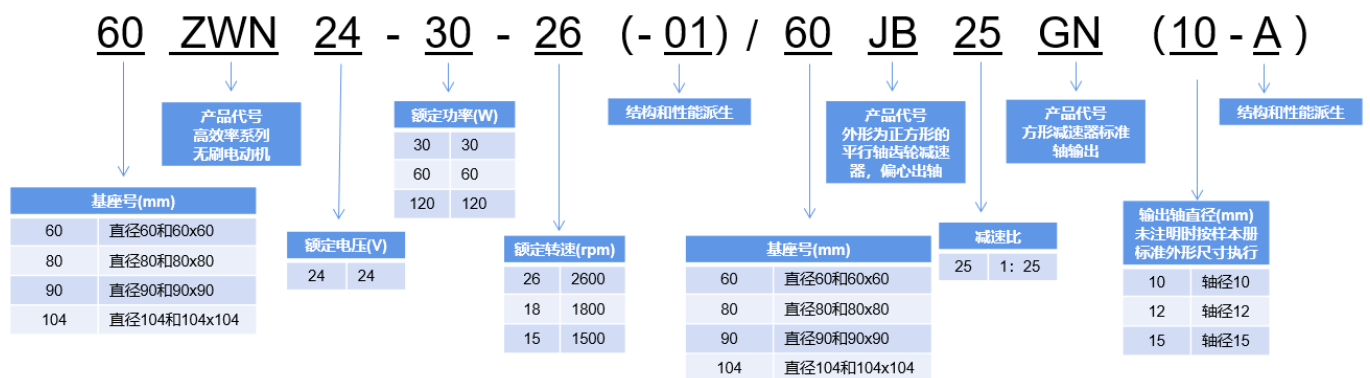 60 ZWN 24 - 30 - 26 (- 01) / 60 JB 25 GN (10 - A)
产品代号
高效率系列
无刷电动机
额定功率(W)
30 30
60 60
120 120
结构和性能派生
产品代号
外形为正方形的
平行轴齿轮减速
器，偏心出轴
产品代号
方形减速器标准
轴输出
结构和性能派生
基座号(mm)
60 直径60和60x60
80 直径80和80x80
90 直径90和90x90
104 直径104和104x104
额定电压(V)
24 24
额定转速(rpm)
26 2600
18 1800
15 1500
基座号(mm)
60 直径60和60x60
80 直径80和80x80
90 直径90和90x90
104 直径104和104x104
减速比
25 1：25
输出轴直径(mm)
未注明时按样本册
标准外形尺寸执行
10 轴径10
12 轴径12
15 轴径15